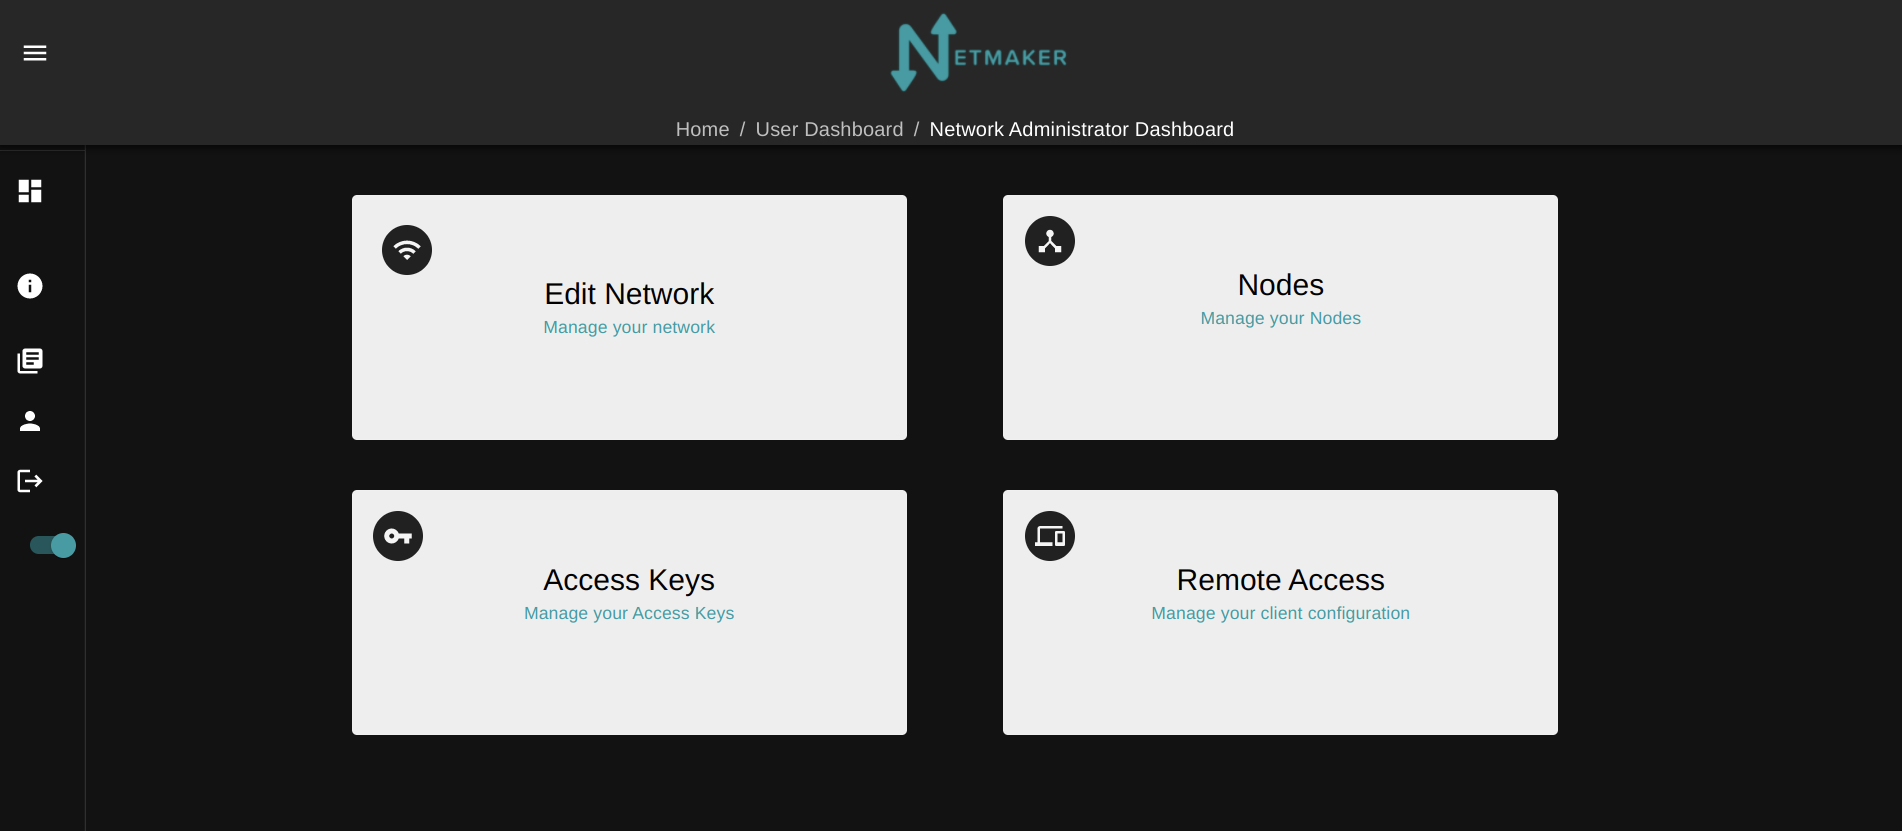 NETMAKER
Home / User Dashboard / Network Administrator Dashboard
Edit Network
Manage your network
Nodes
Manage your Nodes
Access Keys
Manage your Access Keys
Remote Access
Manage your client configuration